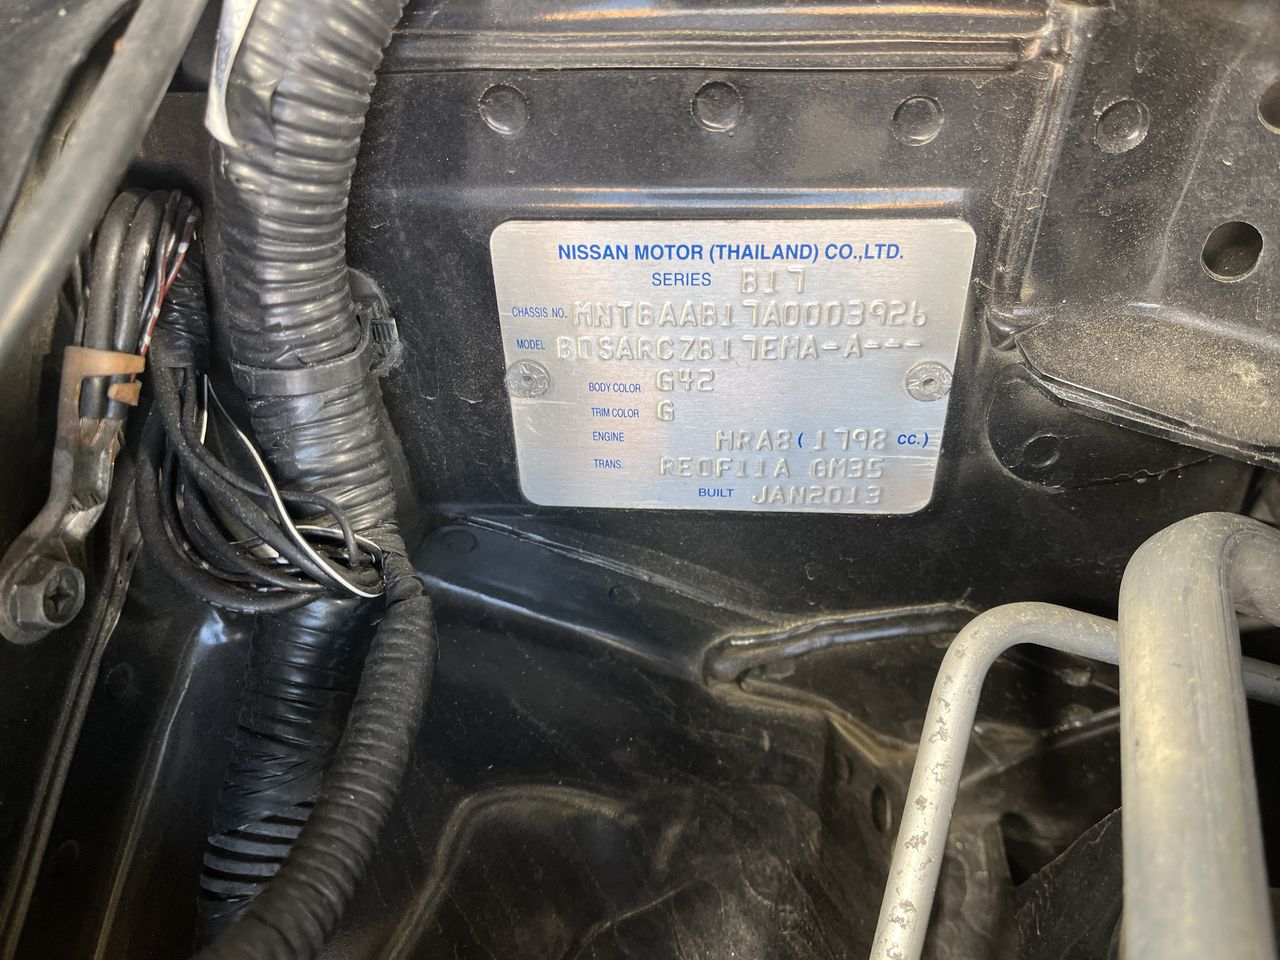 NISSAN MOTOR (THAILAND) CO.,LTD.
SERIES B17
CHASSIS NO. MNTBAAB17A0003926
MODEL BDSARCZB17EMA-A---
BODY COLOR G42
TRIM COLOR G
ENGINE MRA8 (1798 CC.)
TRANS. RE0F11A GM35
BUILT JAN2013